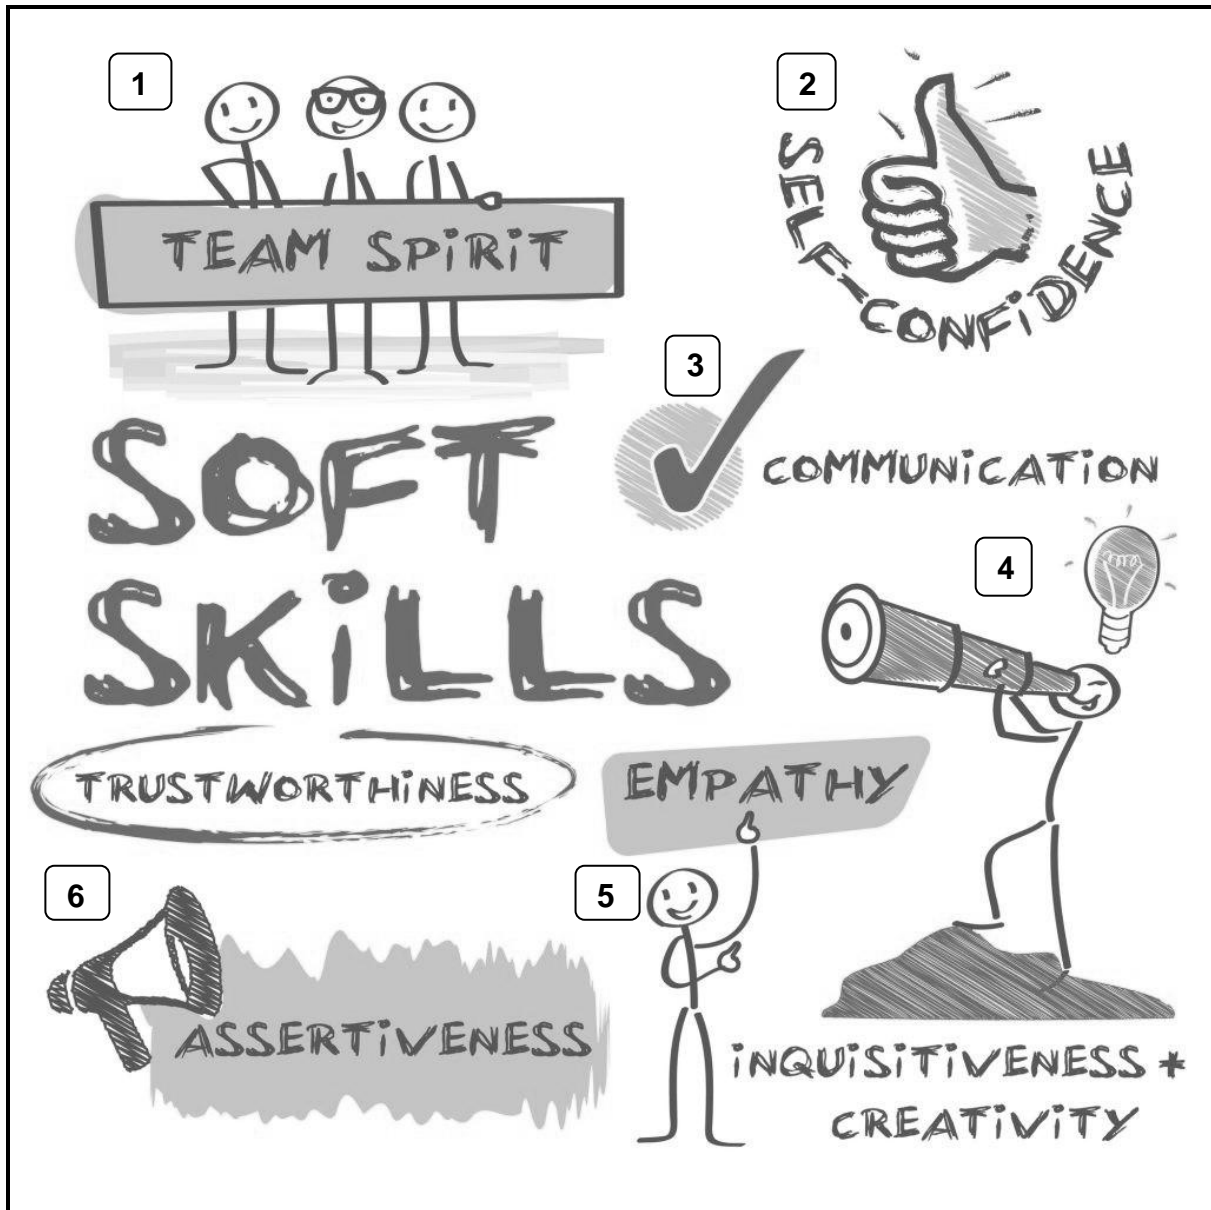 1
TEAM SPiRiT
2
SELF-CONFiDENCE
3
COMMUNiCATiON
SOFT
SKiLLS
4
TRUSTWORTHiNESS
EMPATHY
5
6
ASSERTiVENESS
iNQUiSiTiVENESS +
CREATiViTY